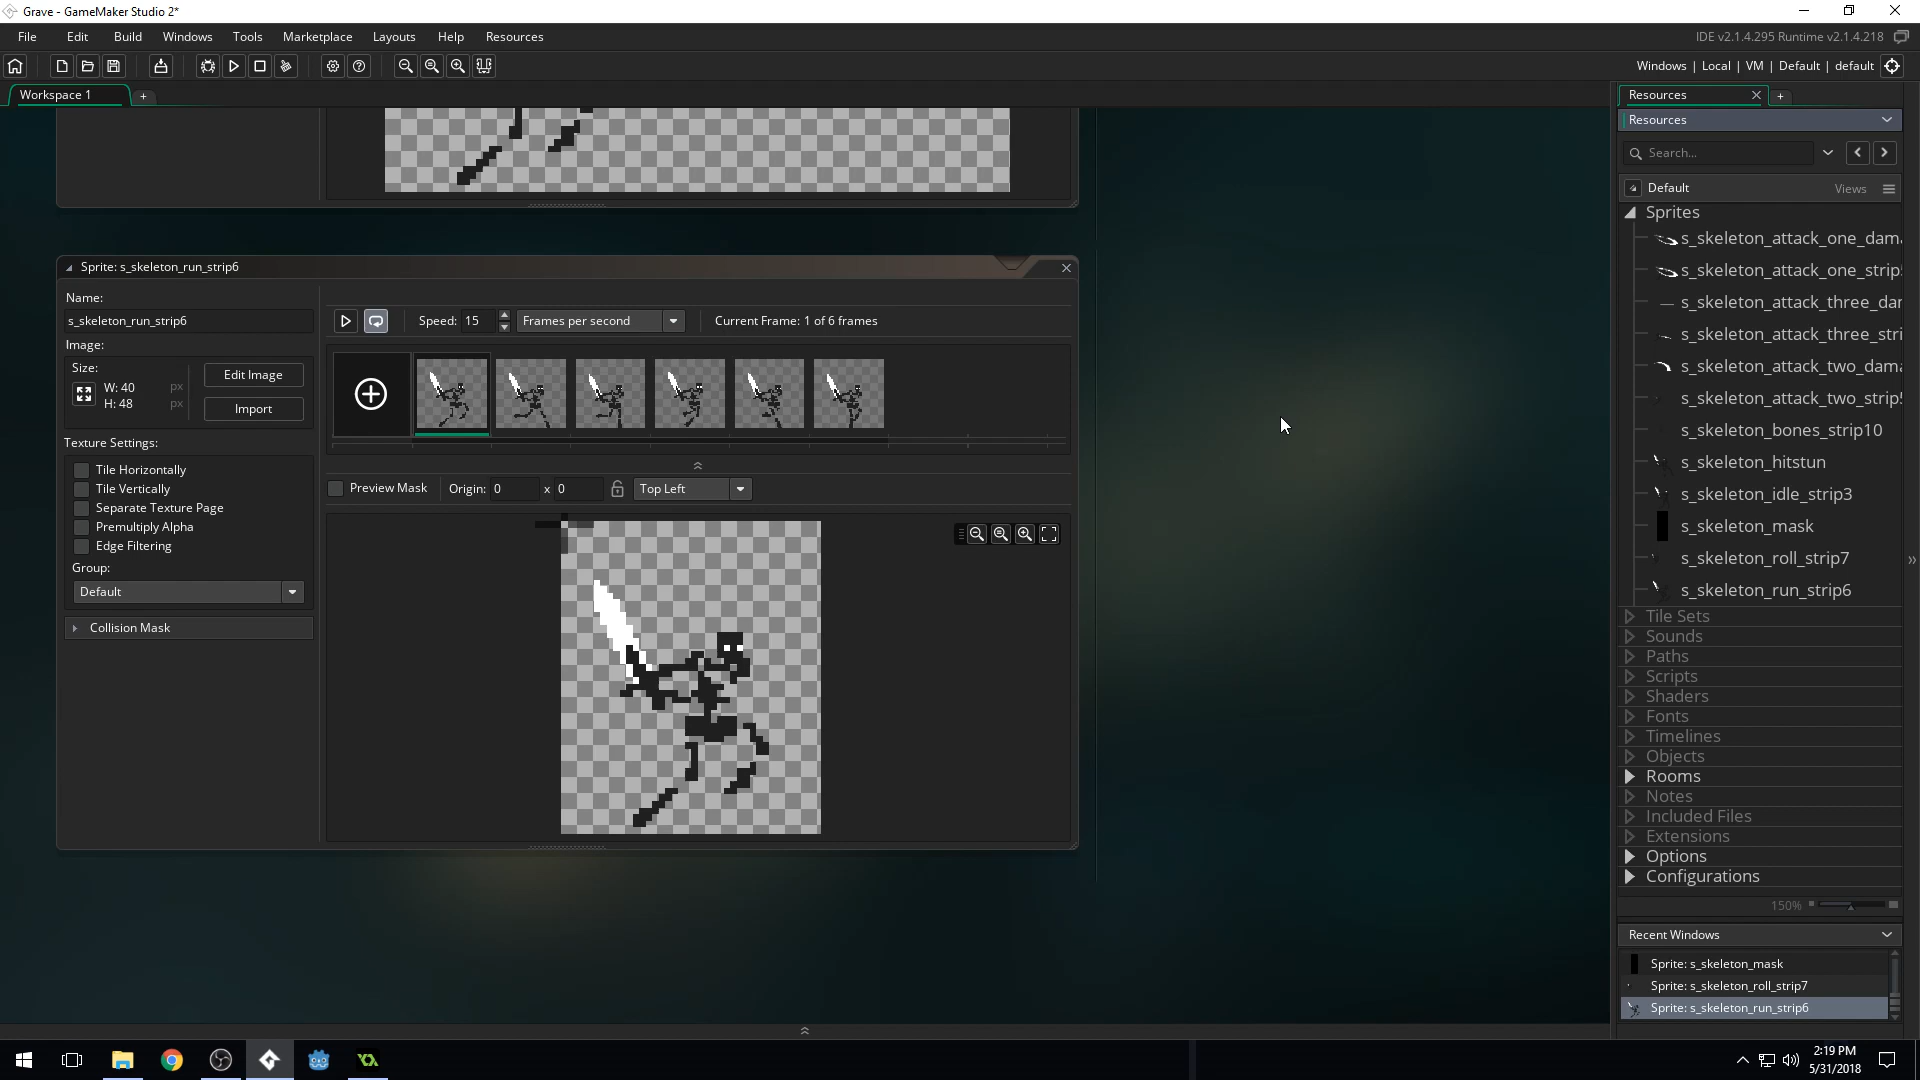 Grave - GameMaker Studio 2*
File Edit Build Windows Tools Marketplace Layouts Help Resources
IDE v2.1.4.295 Runtime v2.1.4.218
Windows | Local | VM | Default | default
Workspace 1
Resources
Resources
Search...
Default Views
Sprites
s_skeleton_attack_one_dam
s_skeleton_attack_one_strip
s_skeleton_attack_three_dar
s_skeleton_attack_three_stri
s_skeleton_attack_two_dam
s_skeleton_attack_two_strip
s_skeleton_bones_strip10
s_skeleton_hitstun
s_skeleton_idle_strip3
s_skeleton_mask
s_skeleton_roll_strip7
s_skeleton_run_strip6
Tile Sets
Sounds
Paths
Scripts
Shaders
Fonts
Timelines
Objects
Rooms
Notes
Included Files
Extensions
Options
Configurations
150%
Recent Windows
Sprite: s_skeleton_mask
Sprite: s_skeleton_roll_strip7
Sprite: s_skeleton_run_strip6
Sprite: s_skeleton_run_strip6
Name:
s_skeleton_run_strip6
Image:
Size:
W: 40 px
H: 48 px
Edit Image
Import
Texture Settings:
Tile Horizontally
Tile Vertically
Separate Texture Page
Premultiply Alpha
Edge Filtering
Group:
Default
Collision Mask
Speed: 15 Frames per second Current Frame: 1 of 6 frames
Preview Mask Origin: 0 x 0 Top Left
2:19 PM
5/31/2018